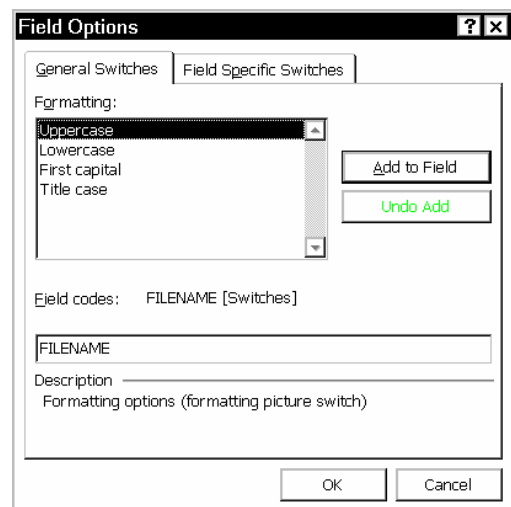 Field Options
General Switches Field Specific Switches
Formatting:
Uppercase
Lowercase
First capital
Title case
Add to Field
Undo Add
Field codes: FILENAME [Switches]
FILENAME
Description
Formatting options (formatting picture switch)
OK Cancel